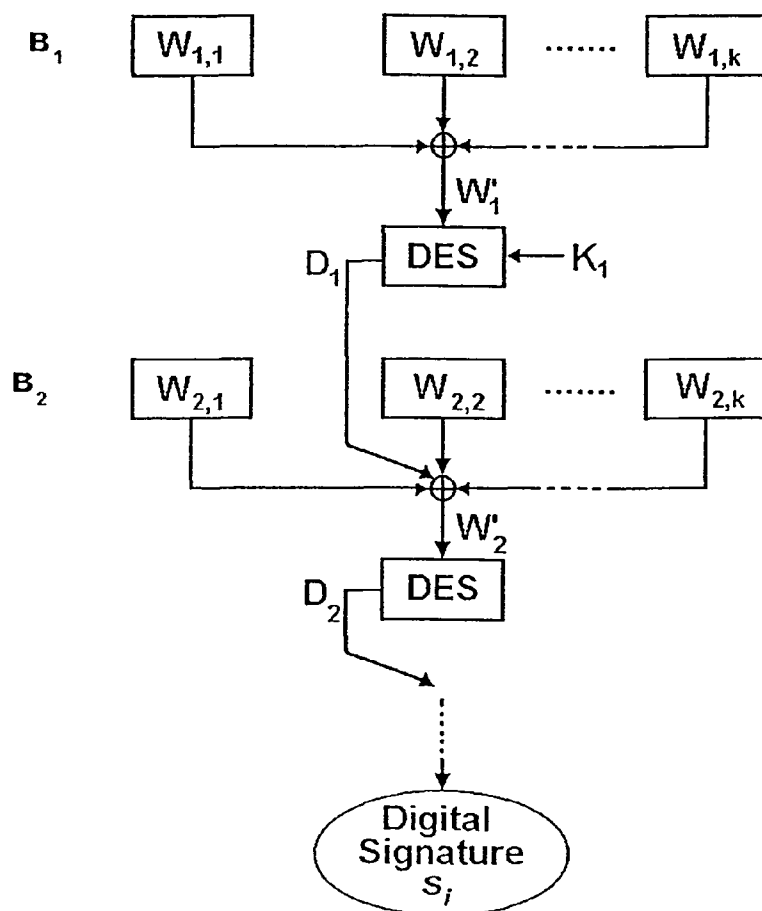 B₁ W₁,₁ W₁,₂ ....... W₁,ₖ
W'₁
D₁ DES K₁
B₂ W₂,₁ W₂,₂ ....... W₂,ₖ
W'₂
D₂ DES
Digital
Signature
sᵢ